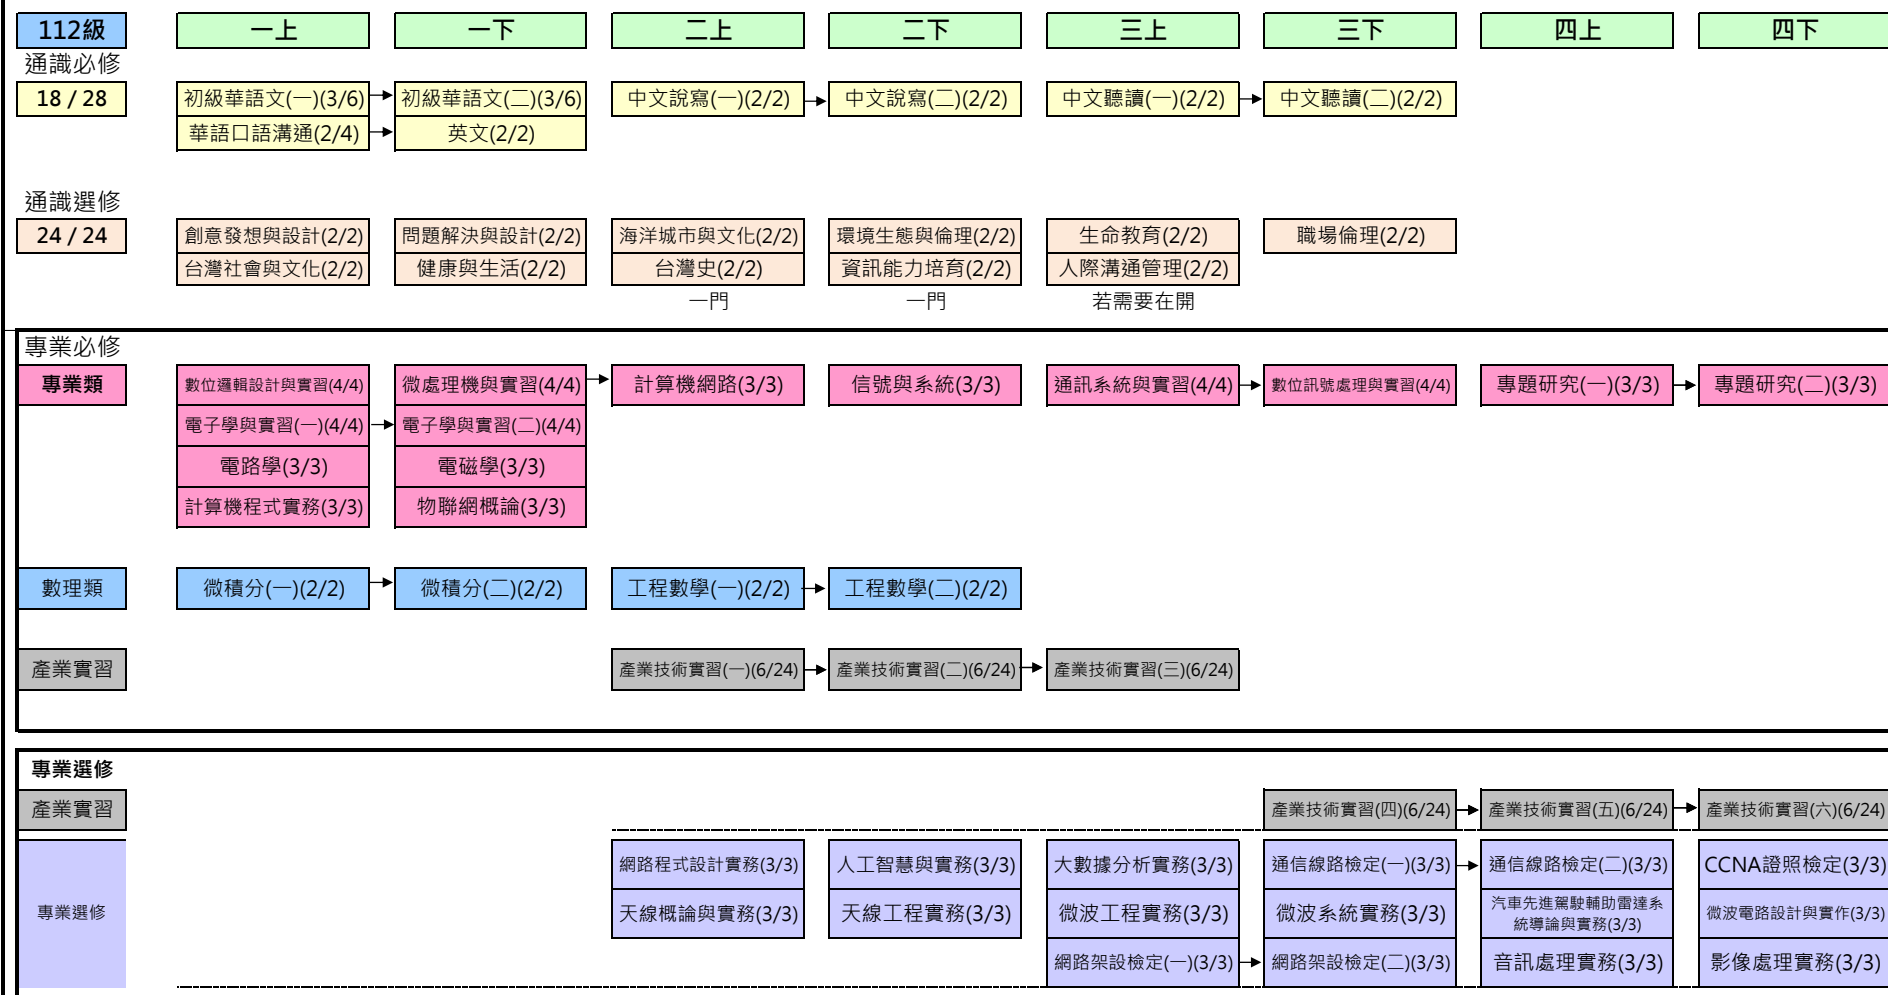 112級 一上 一下 二上 二下 三上 三下 四上 四下
通識必修
18 / 28 初級華語文(一)(3/6) 初級華語文(二)(3/6) 中文說寫(一)(2/2) 中文說寫(二)(2/2) 中文聽讀(一)(2/2) 中文聽讀(二)(2/2)
華語口語溝通(2/4) 英文(2/2)
通識選修
24 / 24 創意發想與設計(2/2) 問題解決與設計(2/2) 海洋城市與文化(2/2) 環境生態與倫理(2/2) 生命教育(2/2) 職場倫理(2/2)
台灣社會與文化(2/2) 健康與生活(2/2) 台灣史(2/2) 資訊能力培育(2/2) 人際溝通管理(2/2)
一門 一門 若需要在開
專業必修
專業類 數位邏輯設計與實習(4/4) 微處理機與實習(4/4) 計算機網路(3/3) 信號與系統(3/3) 通訊系統與實習(4/4) 數位訊號處理與實習(4/4) 專題研究(一)(3/3) 專題研究(二)(3/3)
電子學與實習(一)(4/4) 電子學與實習(二)(4/4)
電路學(3/3) 電磁學(3/3)
計算機程式實務(3/3) 物聯網概論(3/3)
數理類 微積分(一)(2/2) 微積分(二)(2/2) 工程數學(一)(2/2) 工程數學(二)(2/2)
產業實習 產業技術實習(一)(6/24) 產業技術實習(二)(6/24) 產業技術實習(三)(6/24)
專業選修
產業實習 產業技術實習(四)(6/24) 產業技術實習(五)(6/24) 產業技術實習(六)(6/24)
網路程式設計實務(3/3) 人工智慧與實務(3/3) 大數據分析實務(3/3) 通信線路檢定(一)(3/3) 通信線路檢定(二)(3/3) CCNA證照檢定(3/3)
專業選修 天線概論與實務(3/3) 天線工程實務(3/3) 微波工程實務(3/3) 微波系統實務(3/3) 汽車先進駕駛輔助雷達系
統導論與實務(3/3) 微波電路設計與實作(3/3)
網路架設檢定(一)(3/3) 網路架設檢定(二)(3/3) 音訊處理實務(3/3) 影像處理實務(3/3)